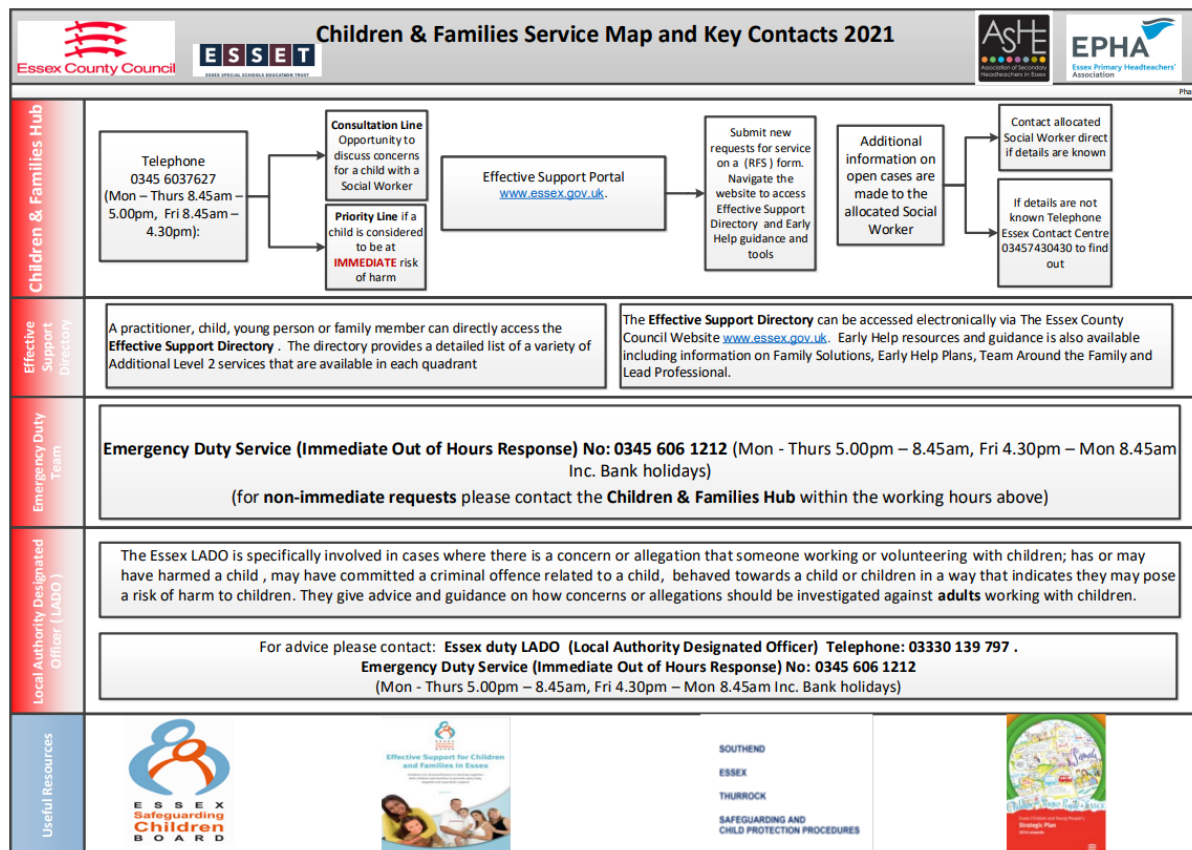 Children & Families Service Map and Key Contacts 2021
Essex County Council
ESSET
ESSEX SPECIAL SCHOOLS EDUCATION TRUST
ASHE
Association of Secondary
Headteachers in Essex
EPHA
Essex Primary Headteachers'
Association
Pha
Children & Families Hub
Telephone
0345 6037627
(Mon – Thurs 8.45am –
5.00pm, Fri 8.45am –
4.30pm):
Consultation Line
Opportunity to
discuss concerns
for a child with a
Social Worker
Priority Line if a
child is considered
to be at
IMMEDIATE risk
of harm
Effective Support Portal
www.essex.gov.uk.
Submit new
requests for service
on a (RFS ) form.
Navigate the
website to access
Effective Support
Directory and Early
Help guidance and
tools
Additional
information on
open cases are
made to the
allocated Social
Worker
Contact allocated
Social Worker direct
if details are known
If details are not
known Telephone
Essex Contact Centre
03457430430 to find
out
Effective
Support
Directory
A practitioner, child, young person or family member can directly access the
Effective Support Directory . The directory provides a detailed list of a variety of
Additional Level 2 services that are available in each quadrant
The Effective Support Directory can be accessed electronically via The Essex County
Council Website www.essex.gov.uk. Early Help resources and guidance is also available
including information on Family Solutions, Early Help Plans, Team Around the Family and
Lead Professional.
Emergency Duty
Team
Emergency Duty Service (Immediate Out of Hours Response) No: 0345 606 1212 (Mon - Thurs 5.00pm – 8.45am, Fri 4.30pm – Mon 8.45am
Inc. Bank holidays)
(for non-immediate requests please contact the Children & Families Hub within the working hours above)
Local Authority Designated
Officer ( LADO )
The Essex LADO is specifically involved in cases where there is a concern or allegation that someone working or volunteering with children; has or may
have harmed a child , may have committed a criminal offence related to a child, behaved towards a child or children in a way that indicates they may pose
a risk of harm to children. They give advice and guidance on how concerns or allegations should be investigated against adults working with children.
For advice please contact: Essex duty LADO (Local Authority Designated Officer) Telephone: 03330 139 797 .
Emergency Duty Service (Immediate Out of Hours Response) No: 0345 606 1212
(Mon - Thurs 5.00pm – 8.45am, Fri 4.30pm – Mon 8.45am Inc. Bank holidays)
Useful Resources
ESSEX
Safeguarding
Children
BOARD
Effective Support for Children
and Families in Essex
SOUTHEND
ESSEX
THURROCK
SAFEGUARDING AND
CHILD PROTECTION PROCEDURES
Essex Children and Young People's
Strategic Plan